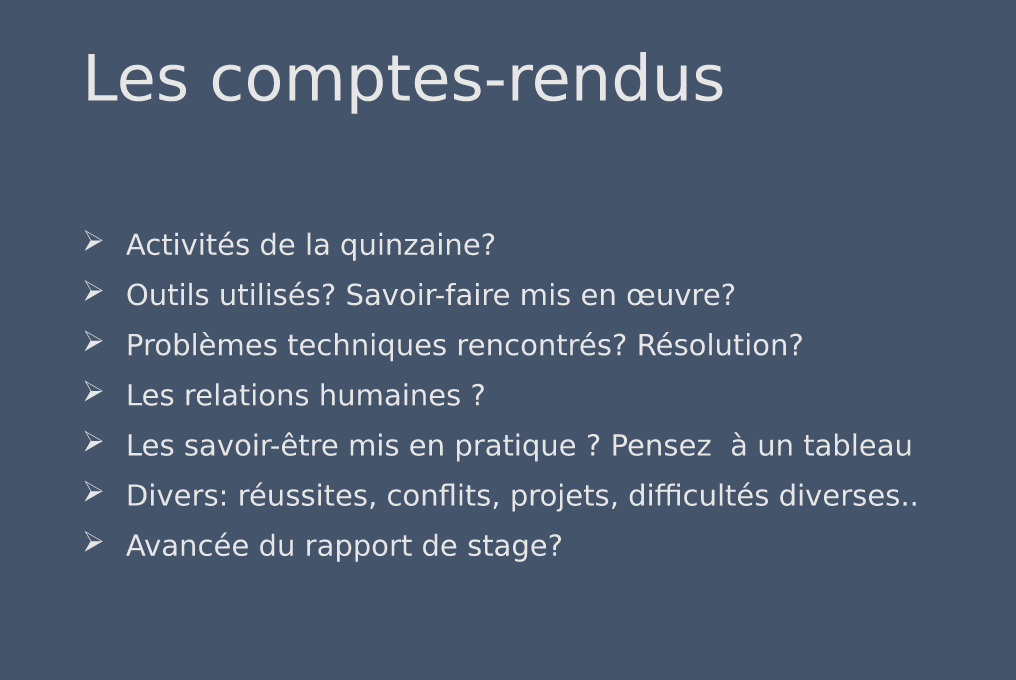 Les comptes-rendus
➢ Activités de la quinzaine?
➢ Outils utilisés? Savoir-faire mis en œuvre?
➢ Problèmes techniques rencontrés? Résolution?
➢ Les relations humaines ?
➢ Les savoir-être mis en pratique ? Pensez  à un tableau
➢ Divers: réussites, conflits, projets, difficultés diverses..
➢ Avancée du rapport de stage?